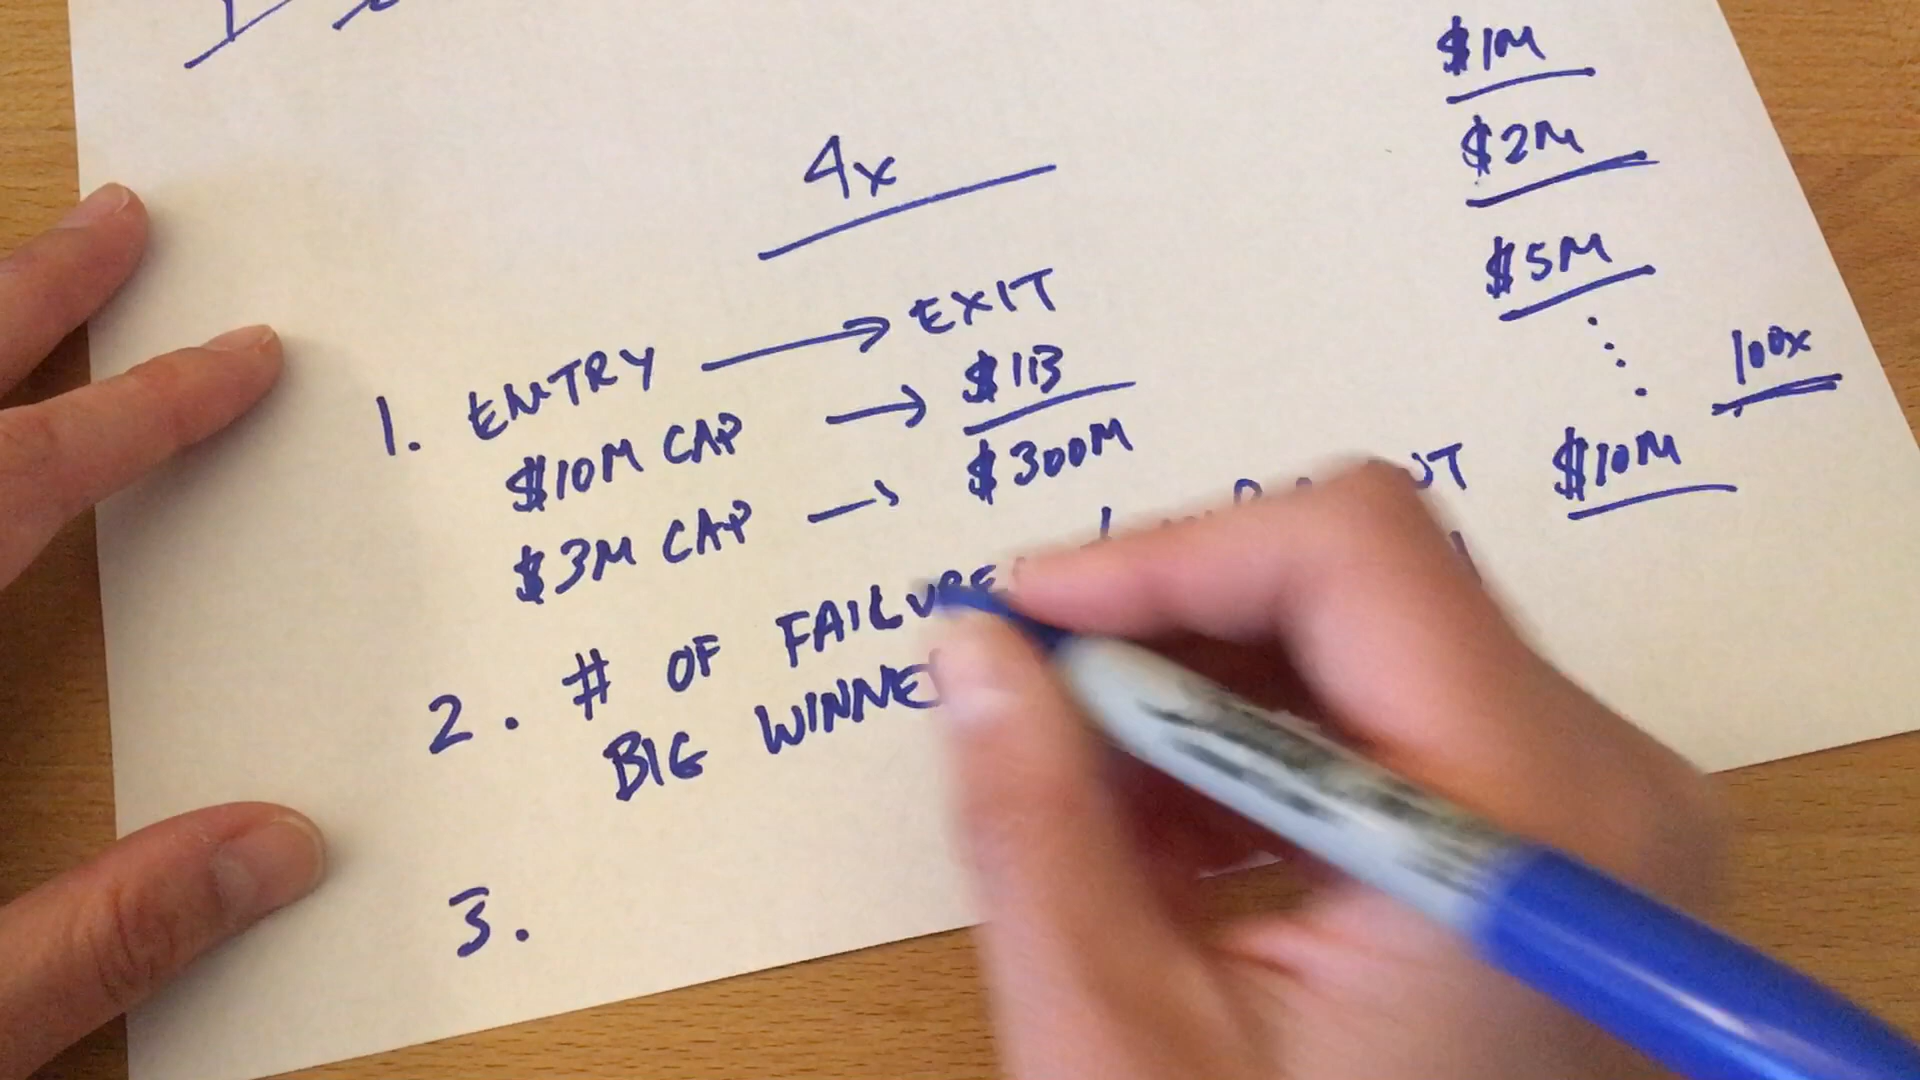 4x
1. ENTRY → EXIT
$10M CAP → $1B
$3M CAP → $300M
2. # OF FAILURE
BIG WINNE
3.
$1M
$2M
$5M
100x
$10M